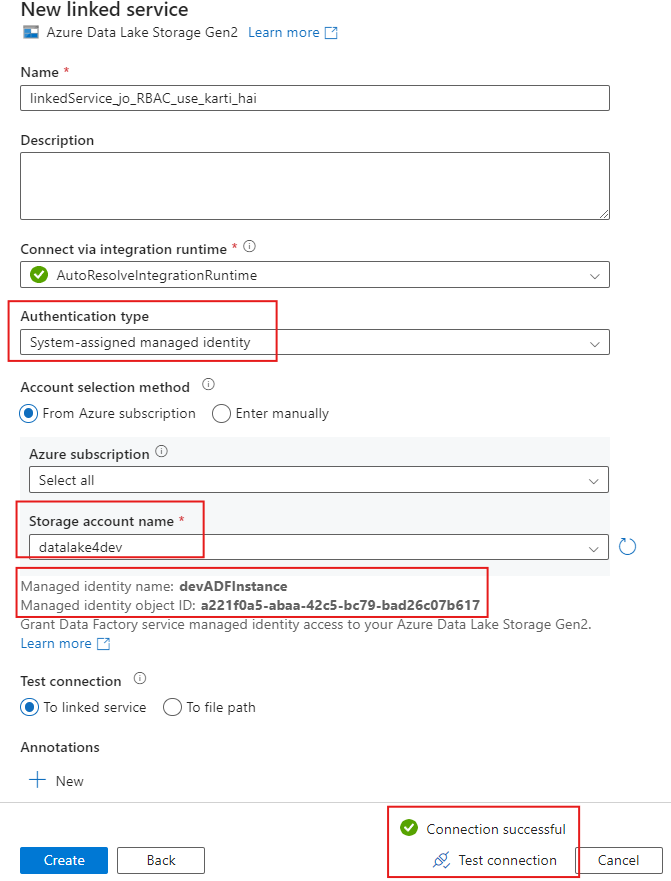 New linked service
Azure Data Lake Storage Gen2 Learn more
Name *
linkedService_jo_RBAC_use_karti_hai
Description
Connect via integration runtime *
AutoResolveIntegrationRuntime
Authentication type
System-assigned managed identity
Account selection method
From Azure subscription Enter manually
Azure subscription
Select all
Storage account name *
datalake4dev
Managed identity name: devADFInstance
Managed identity object ID: a221f0a5-abaa-42c5-bc79-bad26c07b617
Grant Data Factory service managed identity access to your Azure Data Lake Storage Gen2.
Learn more
Test connection
To linked service To file path
Annotations
New
Connection successful
Create Back Test connection Cancel